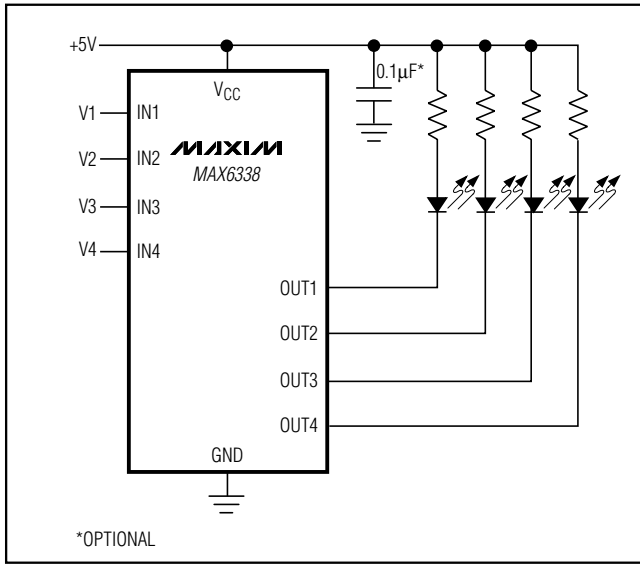 +5V
VCC
0.1μF*
V1 IN1
V2 IN2
V3 IN3
V4 IN4
MAXIM
MAX6338
OUT1
OUT2
OUT3
OUT4
GND
*OPTIONAL